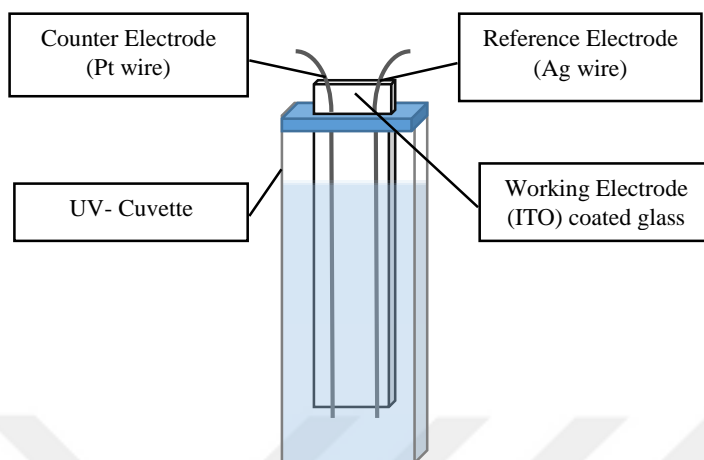 Counter Electrode
(Pt wire)
Reference Electrode
(Ag wire)
UV- Cuvette
Working Electrode
(ITO) coated glass